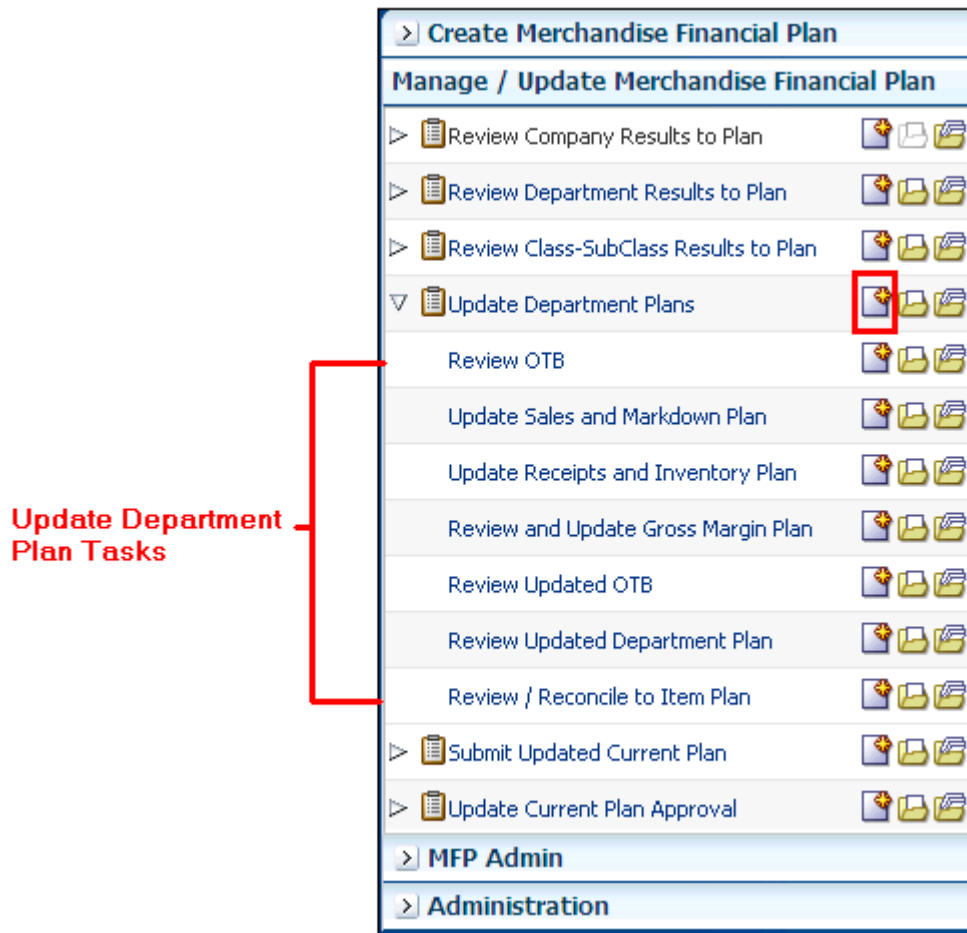 Create Merchandise Financial Plan
Manage / Update Merchandise Financial Plan
Review Company Results to Plan
Review Department Results to Plan
Review Class-SubClass Results to Plan
Update Department Plans
Review OTB
Update Sales and Markdown Plan
Update Receipts and Inventory Plan
Update Department
Plan Tasks
Review and Update Gross Margin Plan
Review Updated OTB
Review Updated Department Plan
Review / Reconcile to Item Plan
Submit Updated Current Plan
Update Current Plan Approval
MFP Admin
Administration